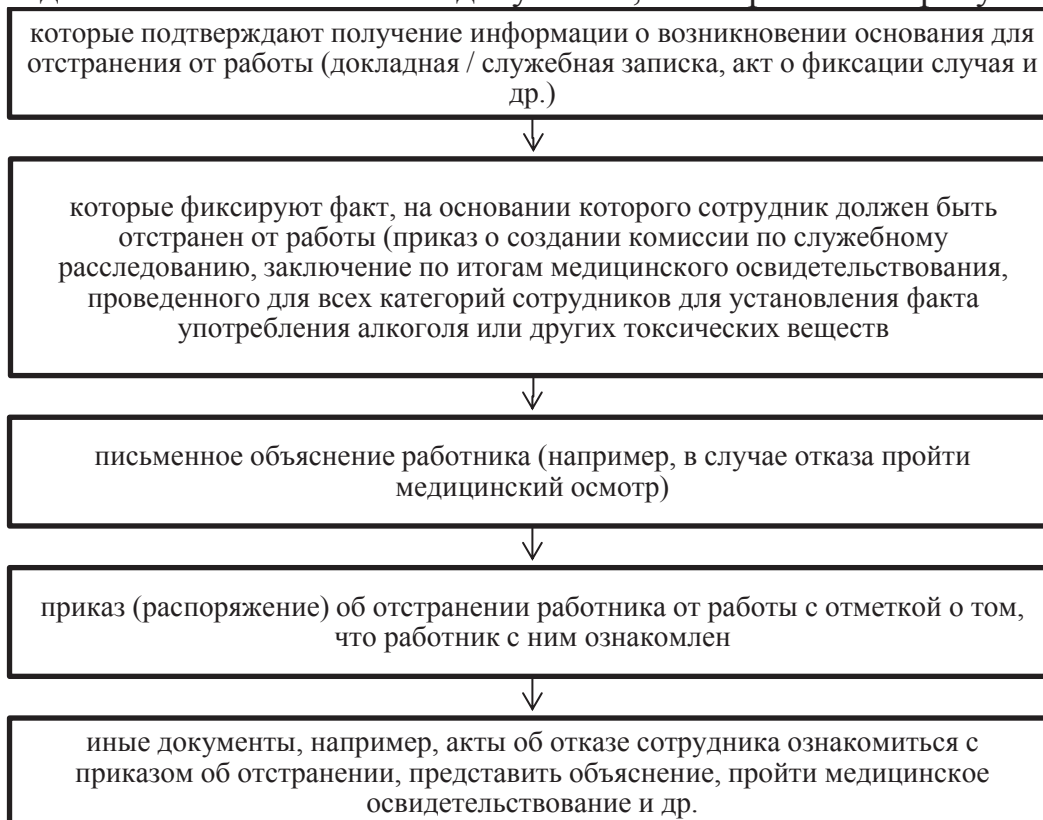 которые подтверждают получение информации о возникновении основания для
отстранения от работы (докладная / служебная записка, акт о фиксации случая и
др.)
которые фиксируют факт, на основании которого сотрудник должен быть
отстранен от работы (приказ о создании комиссии по служебному
расследованию, заключение по итогам медицинского освидетельствования,
проведенного для всех категорий сотрудников для установления факта
употребления алкоголя или других токсических веществ
письменное объяснение работника (например, в случае отказа пройти
медицинский осмотр)
приказ (распоряжение) об отстранении работника от работы с отметкой о том,
что работник с ним ознакомлен
иные документы, например, акты об отказе сотрудника ознакомиться с
приказом об отстранении, представить объяснение, пройти медицинское
освидетельствование и др.